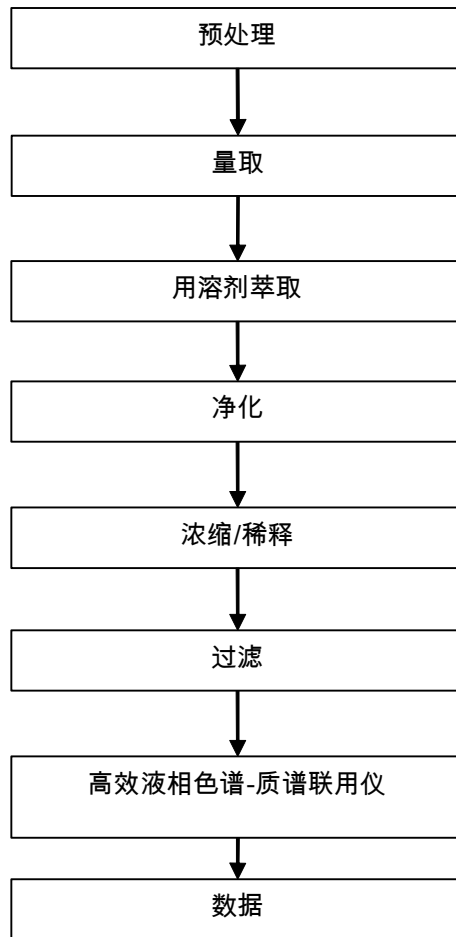 预处理
量取
用溶剂萃取
净化
浓缩/稀释
过滤
高效液相色谱-质谱联用仪
数据